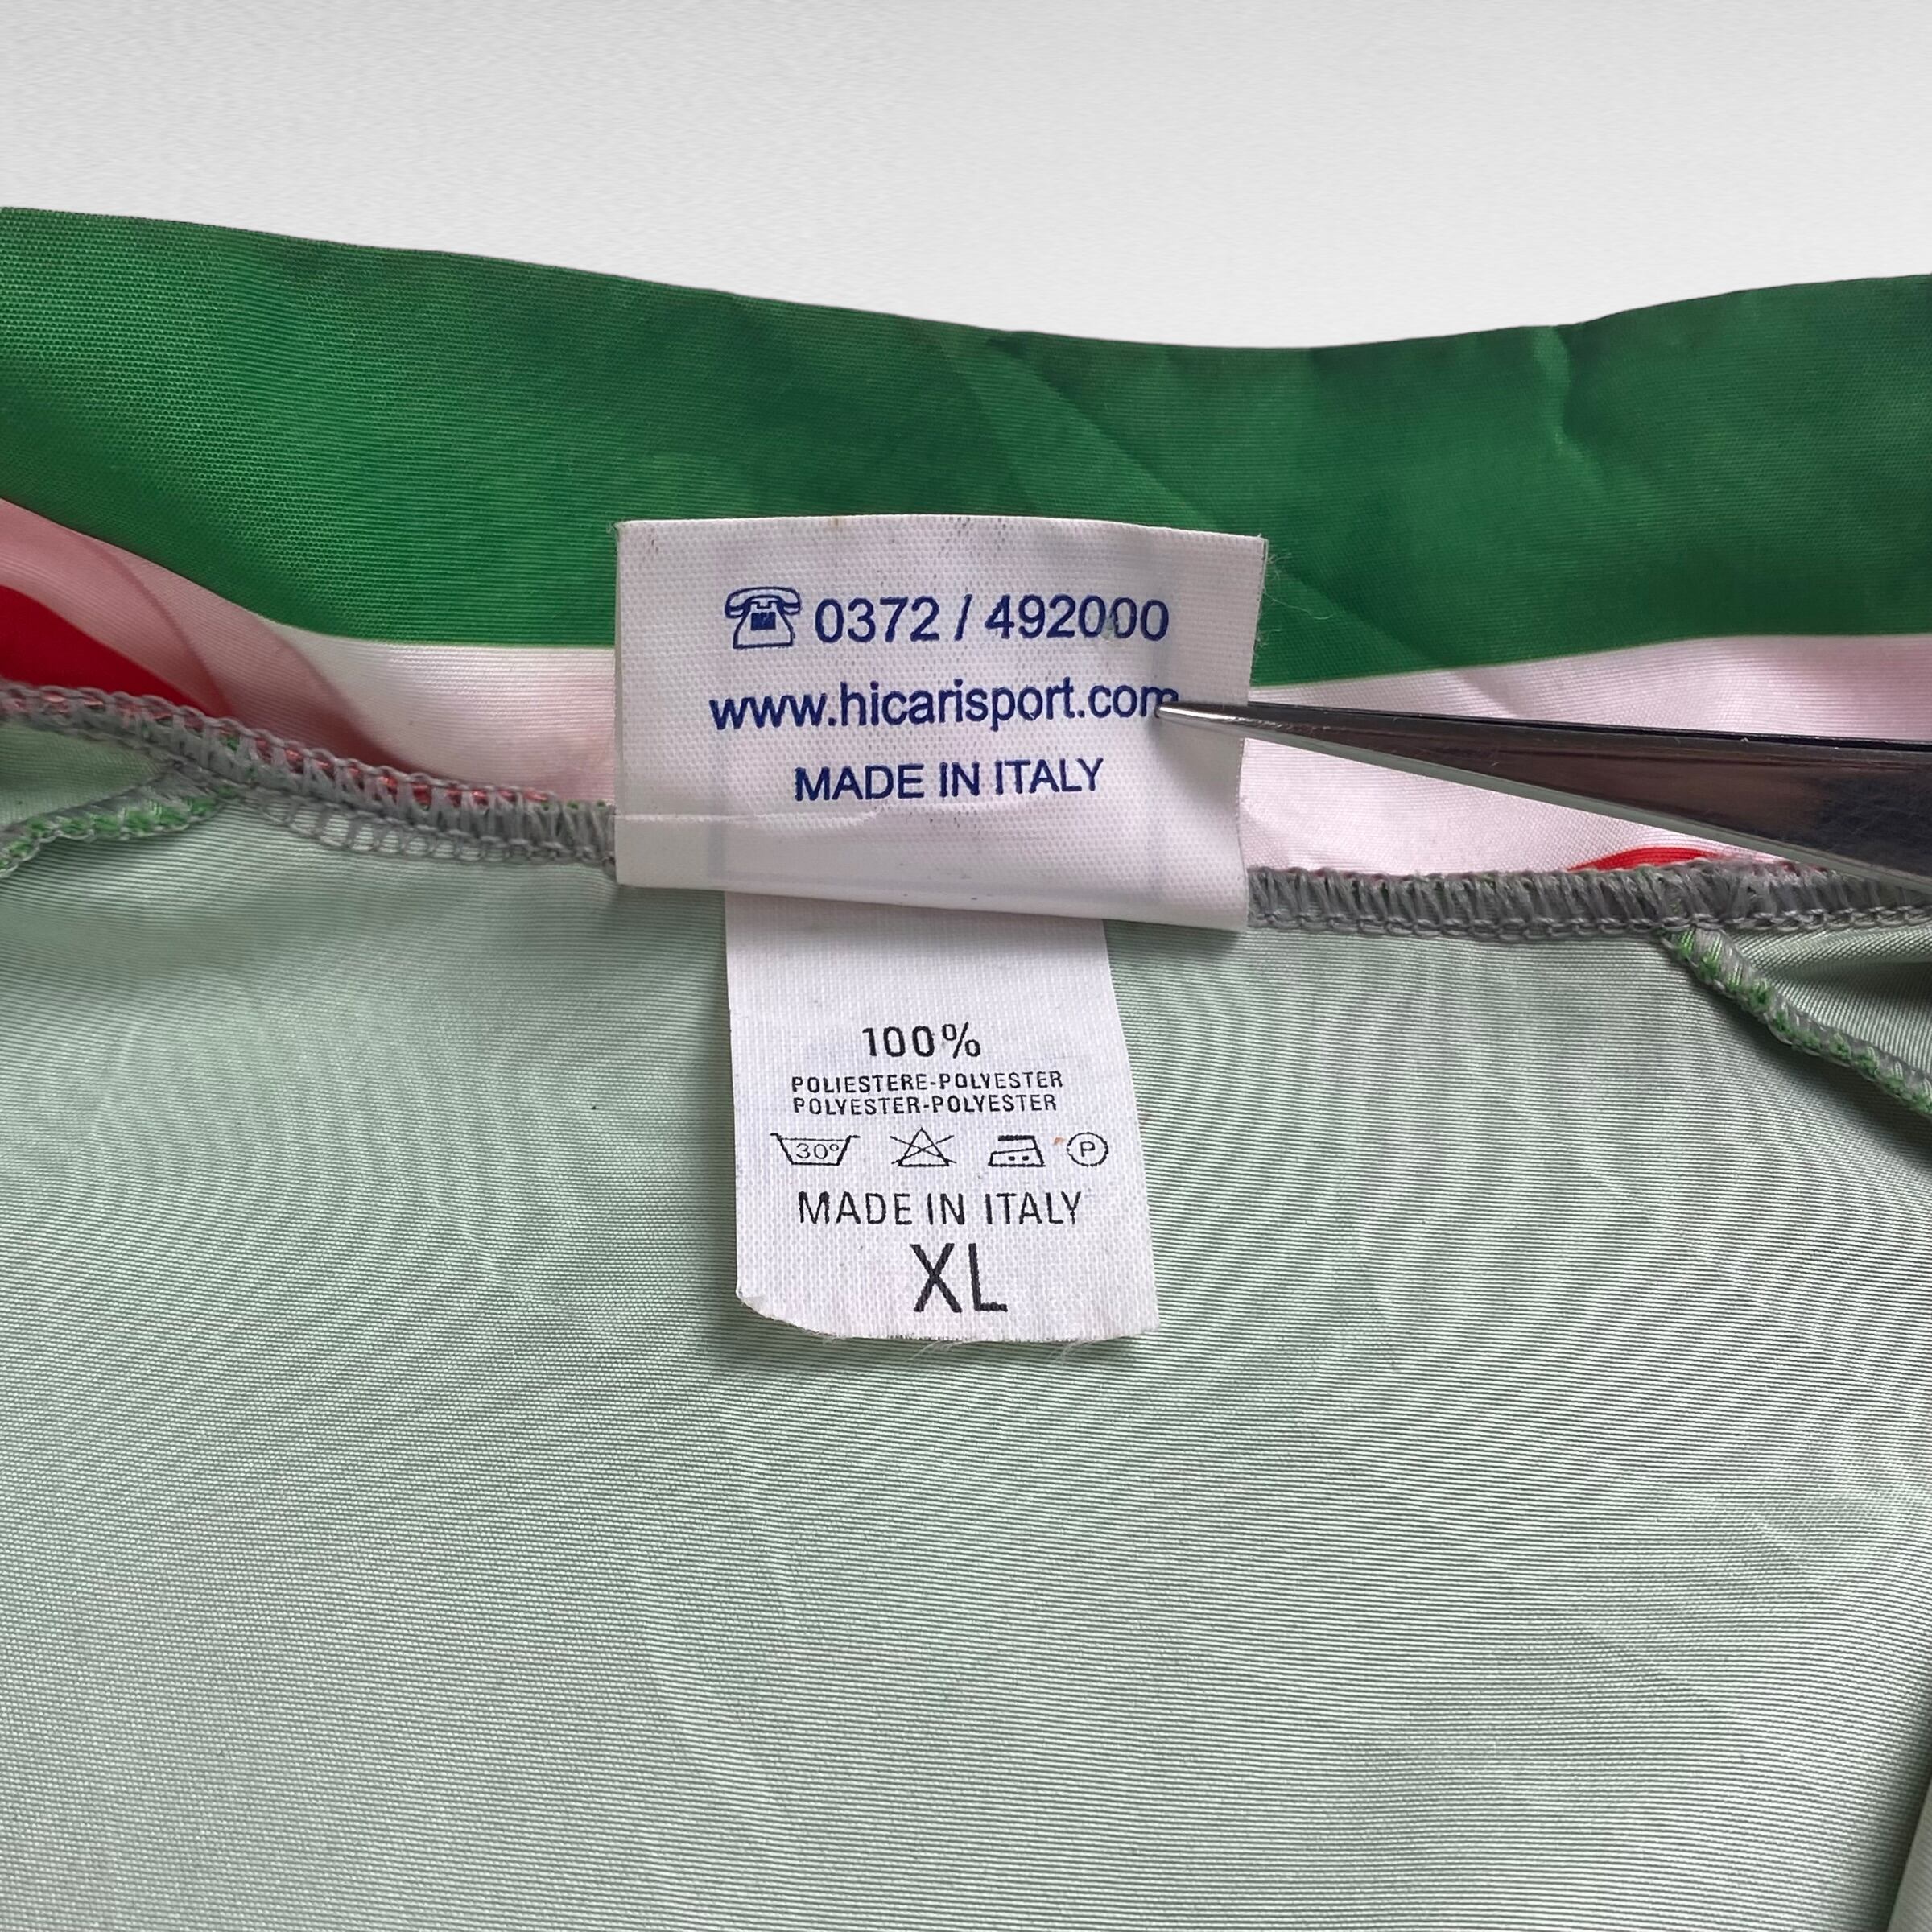 0372 / 492000
www.hicarisport.com
MADE IN ITALY
100%
POLIESTERE-POLYESTER
POLYESTER-POLYESTER
30° P
MADE IN ITALY
XL